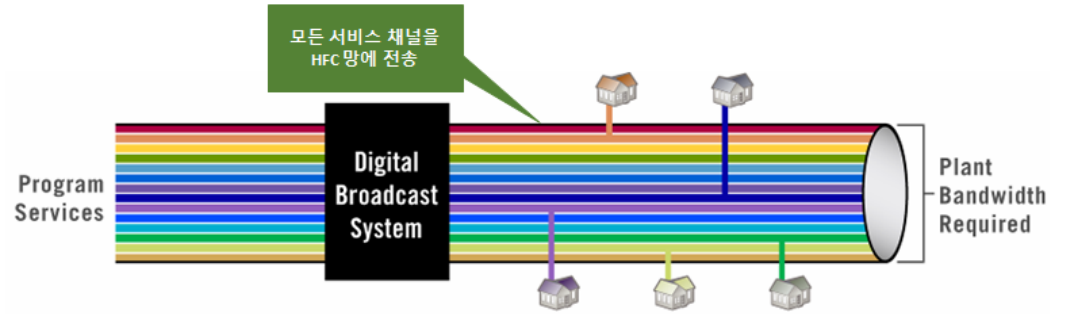 모든 서비스 채널을
HFC 망에 전송
Program
Services
Digital
Broadcast
System
Plant
Bandwidth
Required